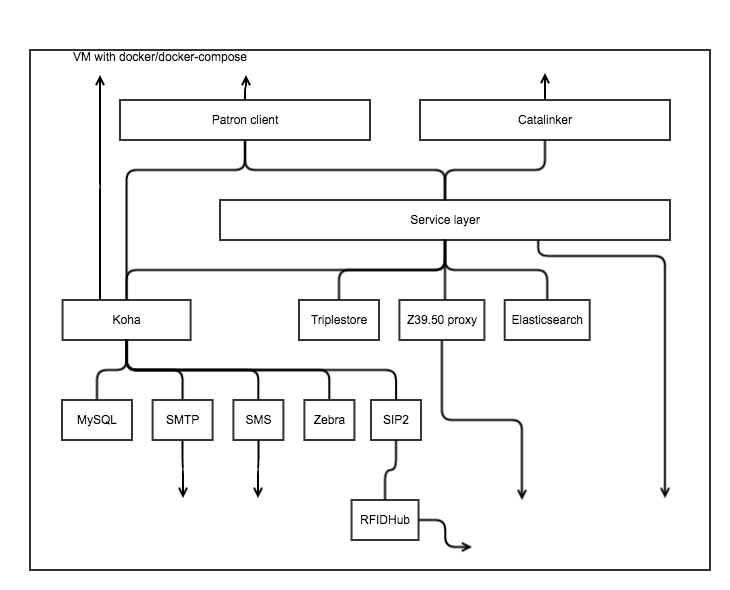 VM with docker/docker-compose
Patron client
Catalinker
Service layer
Koha
Triplestore
Z39.50 proxy
Elasticsearch
MySQL
SMTP
SMS
Zebra
SIP2
RFIDHub